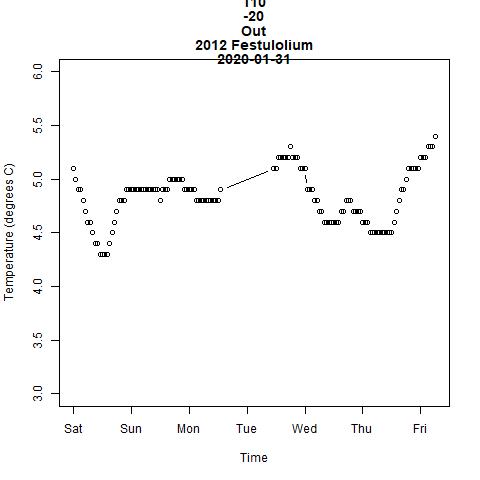 110
-20
Out
2012 Festulolium
2020-01-31
6.0
5.5
5.0
4.5
4.0
3.5
3.0
Temperature (degrees C)
Sat Sun Mon Tue Wed Thu Fri
Time